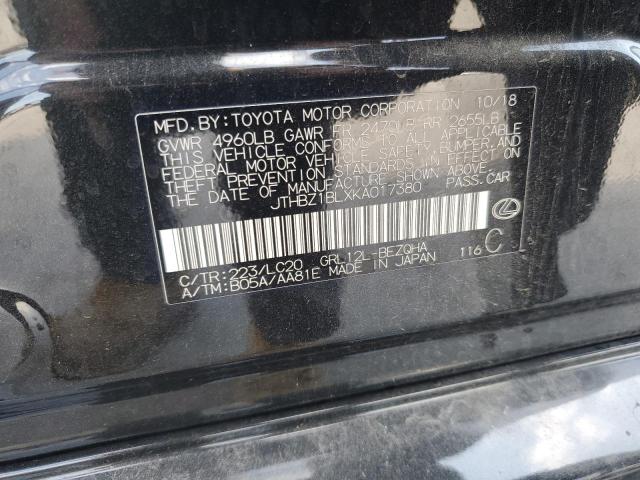 MFD.BY:TOYOTA MOTOR CORPORATION 10/18
GVWR 4960LB GAWR FR 2470LB RR 2655LB
THIS VEHICLE CONFORMS TO ALL APPLICABLE
FEDERAL MOTOR VEHICLE SAFETY,BUMPER,AND
THEFT PREVENTION STANDARDS IN EFFECT ON
THE DATE OF MANUFACTURE SHOWN ABOVE.
JTHBZ1BLXKA017380 PASS.CAR
C/TR:223/LC20 GRL12L-BEZQHA
A/TM:B05A/AA81E MADE IN JAPAN 116C